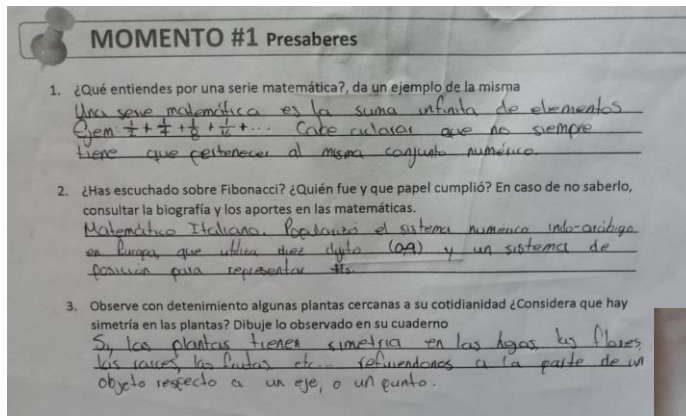 MOMENTO #1 Presaberes
1. ¿Qué entiendes por una serie matemática?, da un ejemplo de la misma
Una serie matemática es la suma infinita de elementos
Ejem: 1/2 + 1/4 + 1/8 + 1/16 + ... Cabe aclarar que no siempre
tiene que pertenecer al mismo conjunto numérico.
2. ¿Has escuchado sobre Fibonacci? ¿Quién fue y que papel cumplió? En caso de no saberlo,
consultar la biografía y los aportes en las matemáticas.
Matemático Italiano. Popularizó el sistema númerico indo-arábigo
en Europa, que utiliza diez digito (0,9) y un sistema de
posición para representar #s.
3. Observe con detenimiento algunas plantas cercanas a su cotidianidad ¿Considera que hay
simetría en las plantas? Dibuje lo observado en su cuaderno
Si, las plantas tienen simetria en las hojas, las flores,
las raíces, las frutas etc... refiriendonos a la parte de un
objeto respecto a un eje, o un punto.